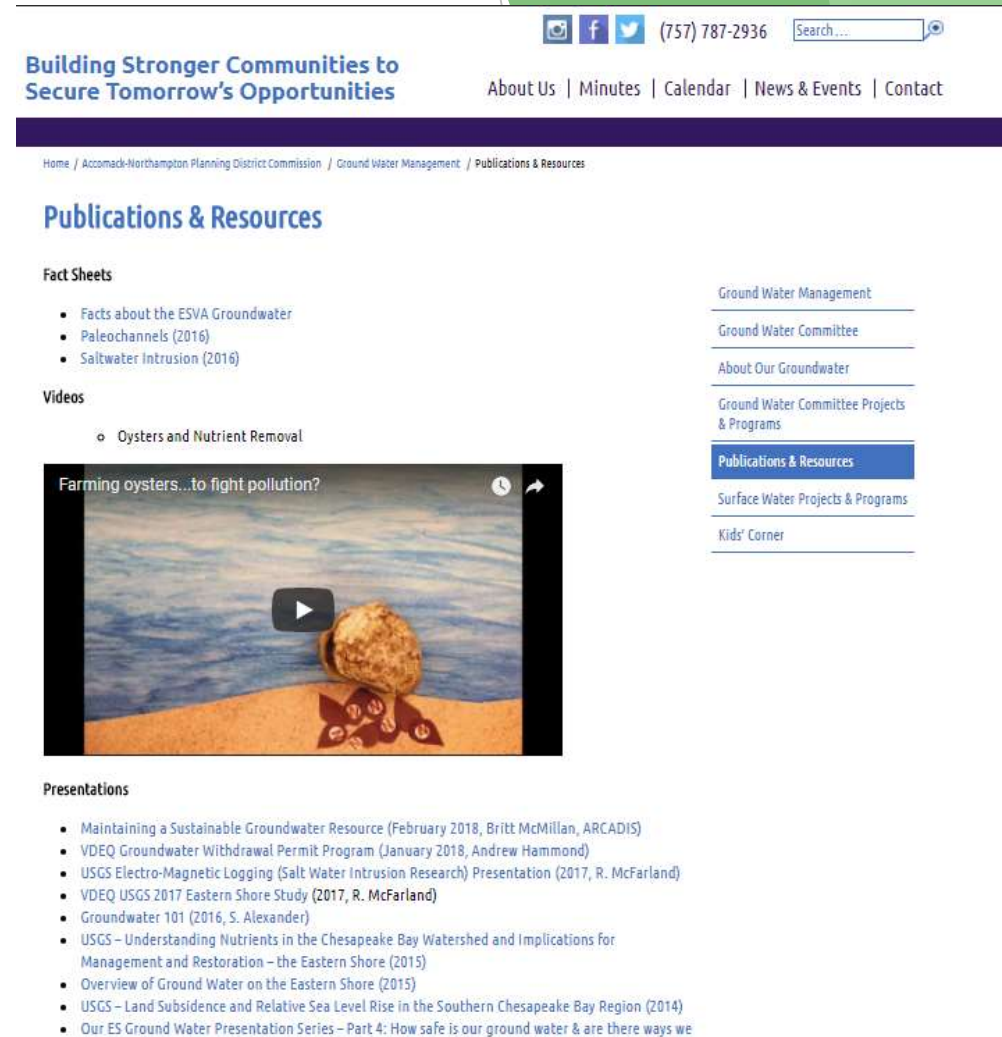 (757) 787-2936 Search...
Building Stronger Communities to
Secure Tomorrow's Opportunities
About Us | Minutes | Calendar | News & Events | Contact
Home / Accomack-Northampton Planning District Commission / Ground Water Management / Publications & Resources
Publications & Resources
Fact Sheets
• Facts about the ESVA Groundwater
• Paleochannels (2016)
• Saltwater Intrusion (2016)
Videos
○ Oysters and Nutrient Removal
Farming oysters...to fight pollution?
Presentations
• Maintaining a Sustainable Groundwater Resource (February 2018, Britt McMillan, ARCADIS)
• VDEQ Groundwater Withdrawal Permit Program (January 2018, Andrew Hammond)
• USGS Electro-Magnetic Logging (Salt Water Intrusion Research) Presentation (2017, R. McFarland)
• VDEQ USGS 2017 Eastern Shore Study (2017, R. McFarland)
• Groundwater 101 (2016, S. Alexander)
• USGS – Understanding Nutrients in the Chesapeake Bay Watershed and Implications for
Management and Restoration – the Eastern Shore (2015)
• Overview of Ground Water on the Eastern Shore (2015)
• USGS – Land Subsidence and Relative Sea Level Rise in the Southern Chesapeake Bay Region (2014)
• Our ES Ground Water Presentation Series – Part 4: How safe is our ground water & are there ways we
Ground Water Management
Ground Water Committee
About Our Groundwater
Ground Water Committee Projects
& Programs
Publications & Resources
Surface Water Projects & Programs
Kids' Corner